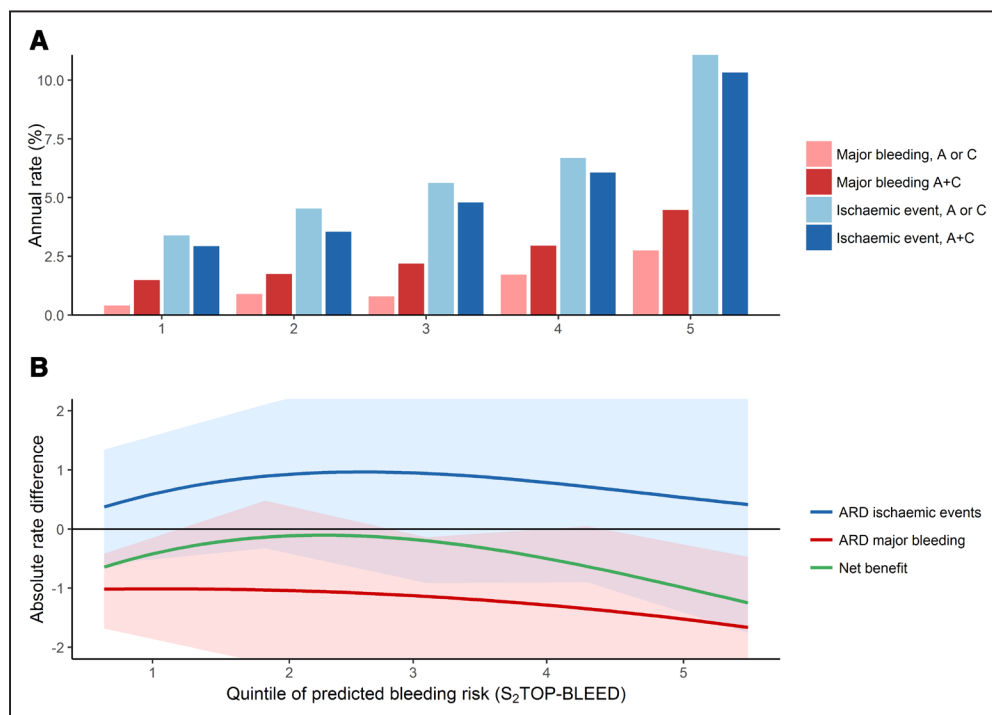 A
Annual rate (%)
10.0
7.5
5.0
2.5
0.0
1 2 3 4 5
Major bleeding, A or C
Major bleeding A+C
Ischaemic event, A or C
Ischaemic event, A+C
B
Absolute rate difference
2
1
0
-1
-2
1 2 3 4 5
Quintile of predicted bleeding risk (S₂TOP-BLEED)
ARD ischaemic events
ARD major bleeding
Net benefit